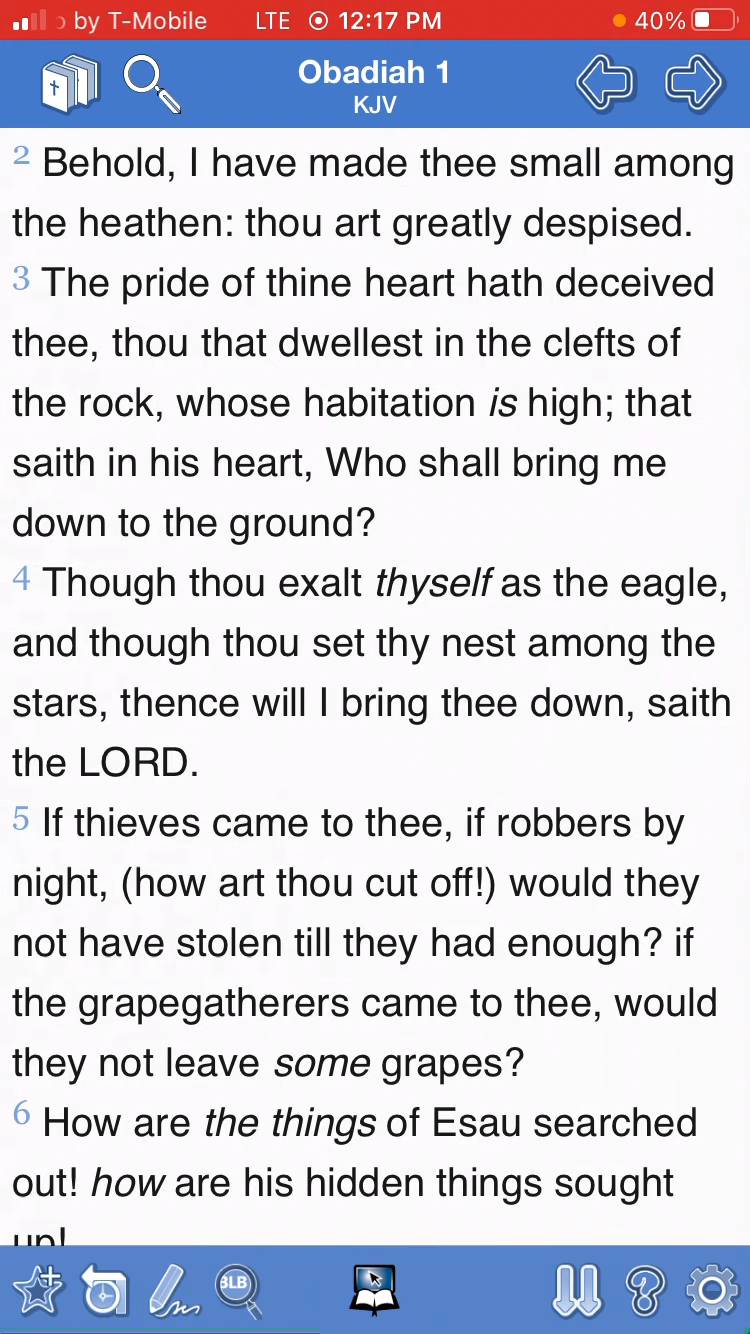 by T-Mobile LTE 12:17 PM 40%
Obadiah 1
KJV
2 Behold, I have made thee small among
the heathen: thou art greatly despised.
3 The pride of thine heart hath deceived
thee, thou that dwellest in the clefts of
the rock, whose habitation is high; that
saith in his heart, Who shall bring me
down to the ground?
4 Though thou exalt thyself as the eagle,
and though thou set thy nest among the
stars, thence will I bring thee down, saith
the LORD.
5 If thieves came to thee, if robbers by
night, (how art thou cut off!) would they
not have stolen till they had enough? if
the grapegatherers came to thee, would
they not leave some grapes?
6 How are the things of Esau searched
out! how are his hidden things sought
up!
BLB